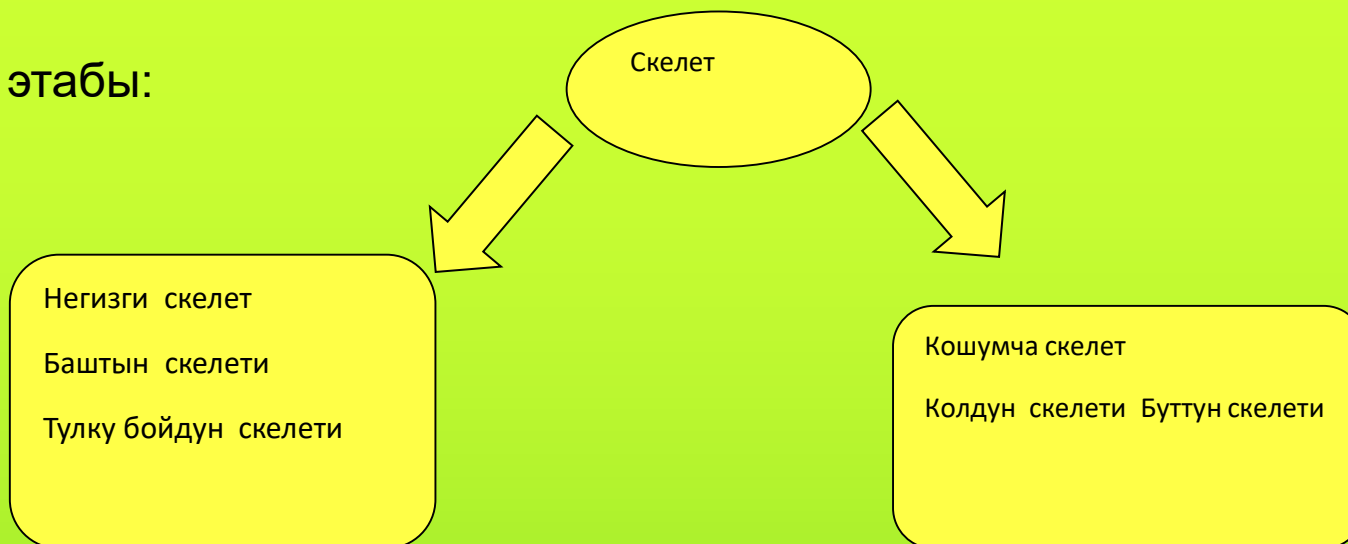 этабы:
Скелет
Негизги скелет
Баштын скелети
Тулку бойдун скелети
Кошумча скелет
Колдун скелети Буттун скелети